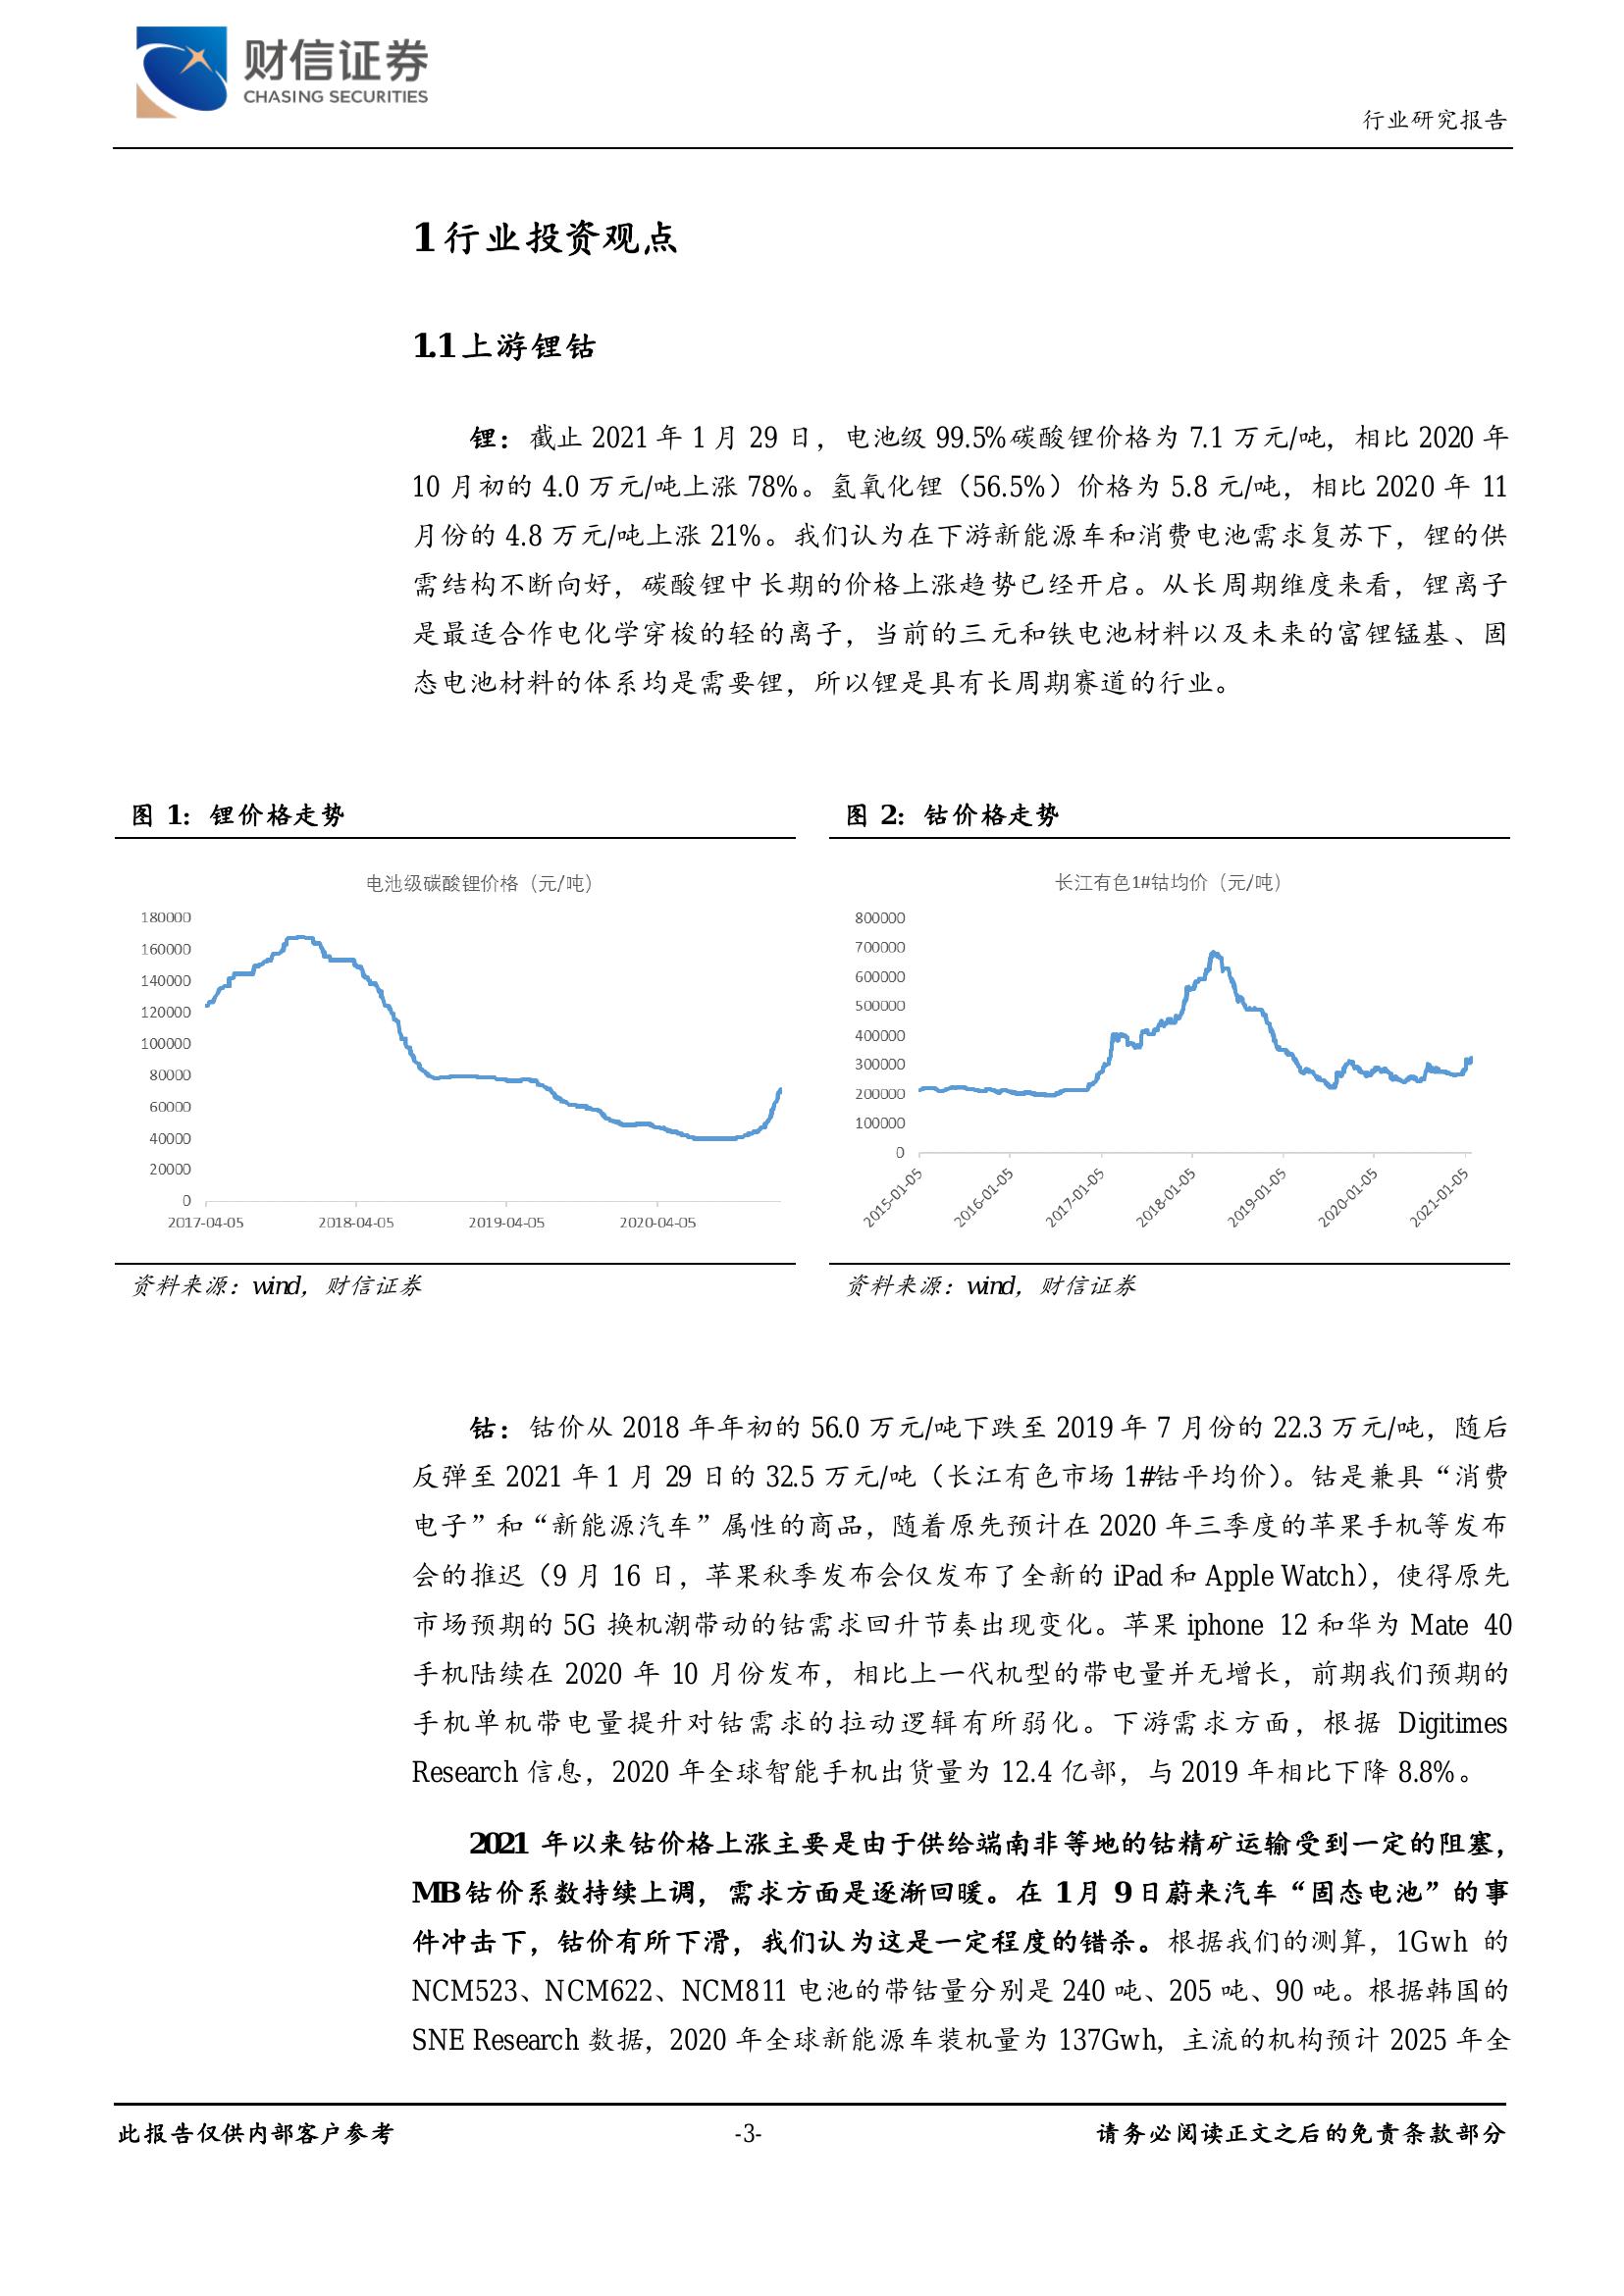 财信证券
CHASING SECURITIES
行业研究报告
1 行业投资观点
1.1 上游锂钴
锂：截止 2021 年 1 月 29 日，电池级 99.5%碳酸锂价格为 7.1 万元/吨，相比 2020 年
10 月初的 4.0 万元/吨上涨 78%。氢氧化锂（56.5%）价格为 5.8 元/吨，相比 2020 年 11
月份的 4.8 万元/吨上涨 21%。我们认为在下游新能源车和消费电池需求复苏下，锂的供
需结构不断向好，碳酸锂中长期的价格上涨趋势已经开启。从长周期维度来看，锂离子
是最适合作电化学穿梭的轻的离子，当前的三元和铁电池材料以及未来的富锂锰基、固
态电池材料的体系均是需要锂，所以锂是具有长周期赛道的行业。
图 1：锂价格走势
电池级碳酸锂价格（元/吨）
180000
160000
140000
120000
100000
80000
60000
40000
20000
0
2017-04-05 2018-04-05 2019-04-05 2020-04-05
资料来源：wind，财信证券
图 2：钴价格走势
长江有色1#钴均价（元/吨）
800000
700000
600000
500000
400000
300000
200000
100000
0
2015-01-05 2016-01-05 2017-01-05 2018-01-05 2019-01-05 2020-01-05 2021-01-05
资料来源：wind，财信证券
钴：钴价从 2018 年年初的 56.0 万元/吨下跌至 2019 年 7 月份的 22.3 万元/吨，随后
反弹至 2021 年 1 月 29 日的 32.5 万元/吨（长江有色市场 1#钴平均价）。钴是兼具“消费
电子”和“新能源汽车”属性的商品，随着原先预计在 2020 年三季度的苹果手机等发布
会的推迟（9 月 16 日，苹果秋季发布会仅发布了全新的 iPad 和 Apple Watch），使得原先
市场预期的 5G 换机潮带动的钴需求回升节奏出现变化。苹果 iphone 12 和华为 Mate 40
手机陆续在 2020 年 10 月份发布，相比上一代机型的带电量并无增长，前期我们预期的
手机单机带电量提升对钴需求的拉动逻辑有所弱化。下游需求方面，根据 Digitimes
Research 信息，2020 年全球智能手机出货量为 12.4 亿部，与 2019 年相比下降 8.8%。
2021 年以来钴价格上涨主要是由于供给端南非等地的钴精矿运输受到一定的阻塞，
MB 钴价系数持续上调，需求方面是逐渐回暖。在 1 月 9 日蔚来汽车“固态电池”的事
件冲击下，钴价有所下滑，我们认为这是一定程度的错杀。根据我们的测算，1Gwh 的
NCM523、NCM622、NCM811 电池的带钴量分别是 240 吨、205 吨、90 吨。根据韩国的
SNE Research 数据，2020 年全球新能源车装机量为 137Gwh，主流的机构预计 2025 年全
此报告仅供内部客户参考
-3-
请务必阅读正文之后的免责条款部分